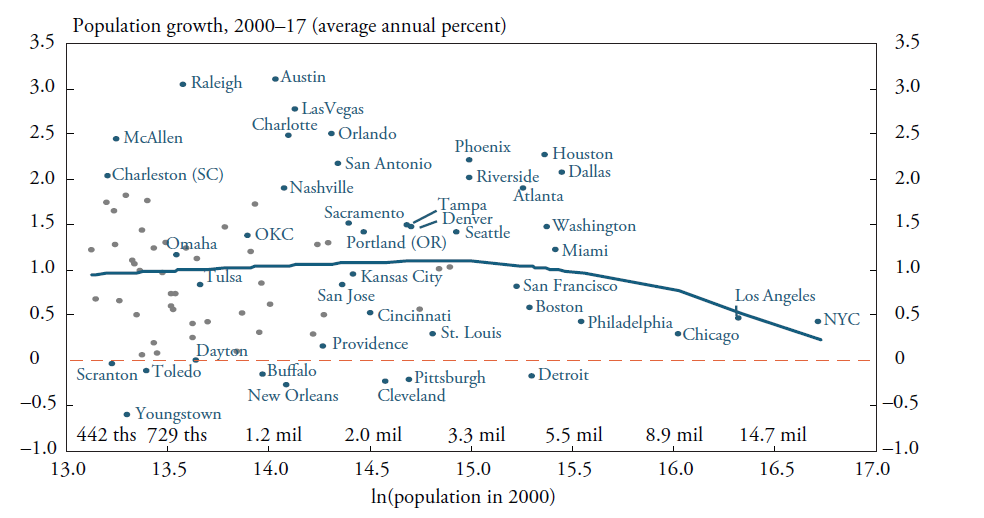 Population growth, 2000–17 (average annual percent)
3.5 3.5
Austin
3.0 Raleigh 3.0
LasVegas
Charlotte
2.5 McAllen Orlando 2.5
Phoenix Houston
San Antonio
2.0 Charleston (SC) Riverside Dallas 2.0
Nashville Atlanta
Sacramento Tampa
1.5 Denver Washington 1.5
OKC Portland (OR) Seattle
Omaha Miami
1.0 Tulsa Kansas City 1.0
San Jose San Francisco Los Angeles
0.5 Cincinnati Boston Philadelphia NYC 0.5
St. Louis Chicago
Dayton Providence
0 0
Scranton Toledo Buffalo Pittsburgh Detroit
New Orleans Cleveland
–0.5 Youngstown –0.5
442 ths 729 ths 1.2 mil 2.0 mil 3.3 mil 5.5 mil 8.9 mil 14.7 mil
–1.0 –1.0
13.0 13.5 14.0 14.5 15.0 15.5 16.0 16.5 17.0
ln(population in 2000)